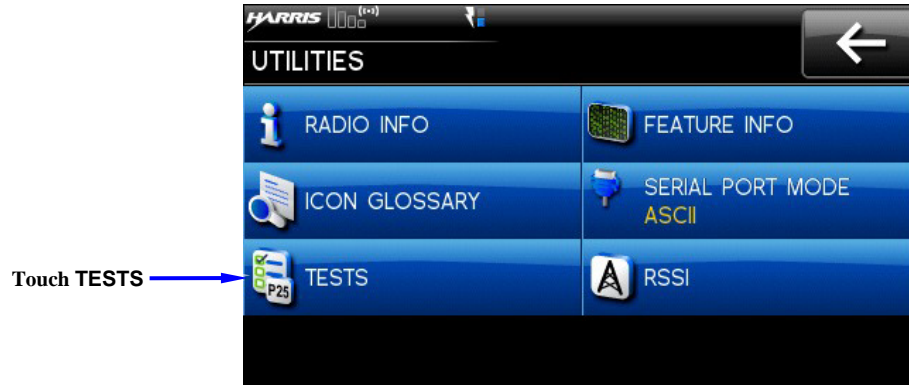 HARRIS
UTILITIES
RADIO INFO
FEATURE INFO
ICON GLOSSARY
SERIAL PORT MODE
ASCII
Touch TESTS
P25
TESTS
RSSI